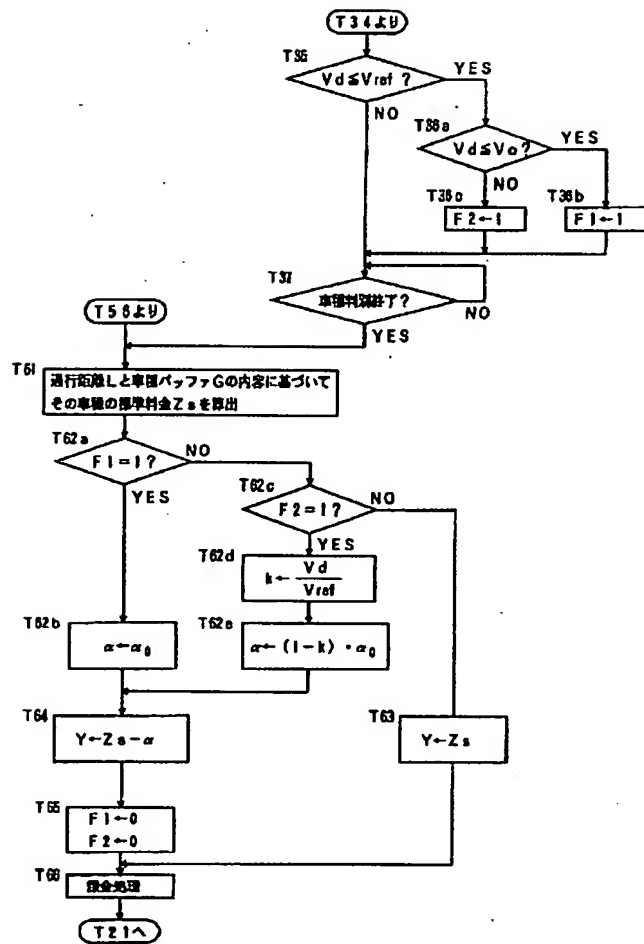 T34より
T35
Vd≦Vref?
YES
NO
T36a
Vd≦Vα?
YES
NO
T36c
F2←1
T36b
F1←1
T37
車種判別終了?
NO
YES
T56より
T61
通行距離Lと車種バッファGの内容に基づいて
その車種の標準料金Zsを算出
T62a
F1=1?
NO
YES
T62c
F2=1?
NO
YES
T62d
k←Vd/Vref
T62b
α←α0
T62e
α←(1-k)・α0
T64
Y←Zs-α
T63
Y←Zs
T65
F1←0
F2←0
T66
課金処理
T21へ